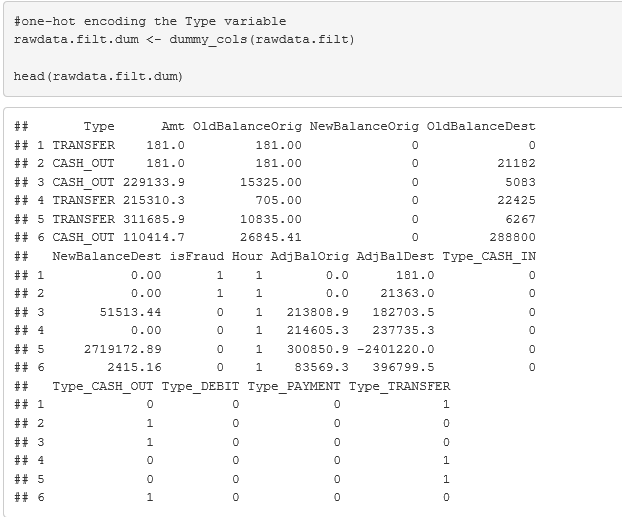 #one-hot encoding the Type variable
rawdata.filt.dum <- dummy_cols(rawdata.filt)
head(rawdata.filt.dum)
##       Type      Amt OldBalanceOrig NewBalanceOrig OldBalanceDest
## 1 TRANSFER    181.0         181.00              0              0
## 2 CASH_OUT    181.0         181.00              0          21182
## 3 CASH_OUT 229133.9       15325.00              0           5083
## 4 TRANSFER 215310.3         705.00              0          22425
## 5 TRANSFER 311685.9       10835.00              0           6267
## 6 CASH_OUT 110414.7       26845.41              0         288800
##   NewBalanceDest isFraud Hour AdjBalOrig AdjBalDest Type_CASH_IN
## 1           0.00       1    1        0.0      181.0            0
## 2           0.00       1    1        0.0    21363.0            0
## 3       51513.44       0    1   213808.9   182703.5            0
## 4           0.00       0    1   214605.3   237735.3            0
## 5     2719172.89       0    1   300850.9 -2401220.0            0
## 6        2415.16       0    1    83569.3   396799.5            0
##   Type_CASH_OUT Type_DEBIT Type_PAYMENT Type_TRANSFER
## 1             0          0            0             1
## 2             1          0            0             0
## 3             1          0            0             0
## 4             0          0            0             1
## 5             0          0            0             1
## 6             1          0            0             0